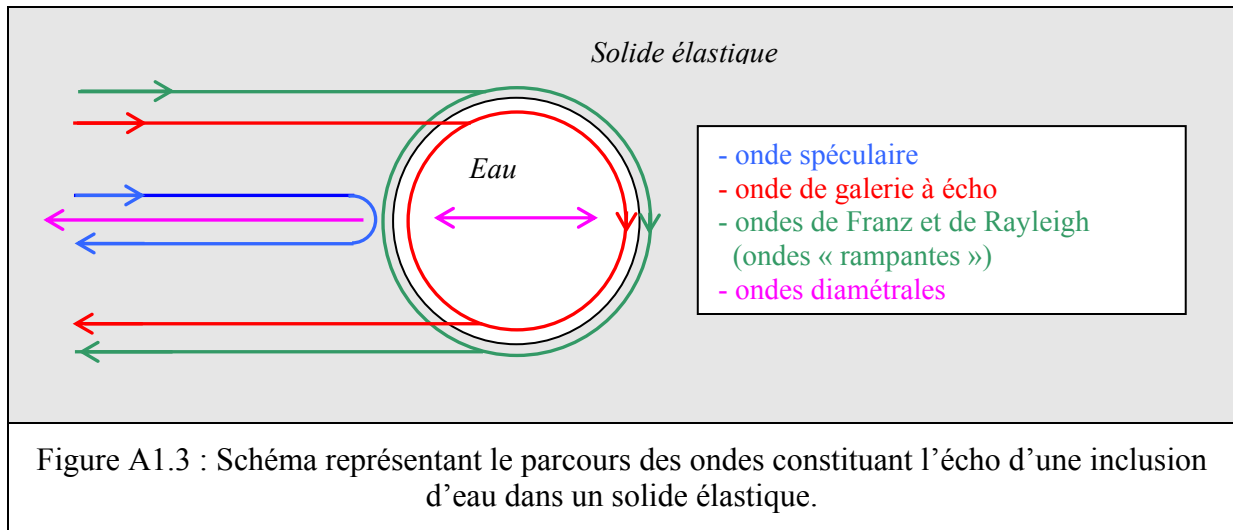 Solide élastique
Eau
- onde spéculaire
- onde de galerie à écho
- ondes de Franz et de Rayleigh
(ondes « rampantes »)
- ondes diamétrales
Figure A1.3 : Schéma représentant le parcours des ondes constituant l’écho d’une inclusion
d’eau dans un solide élastique.